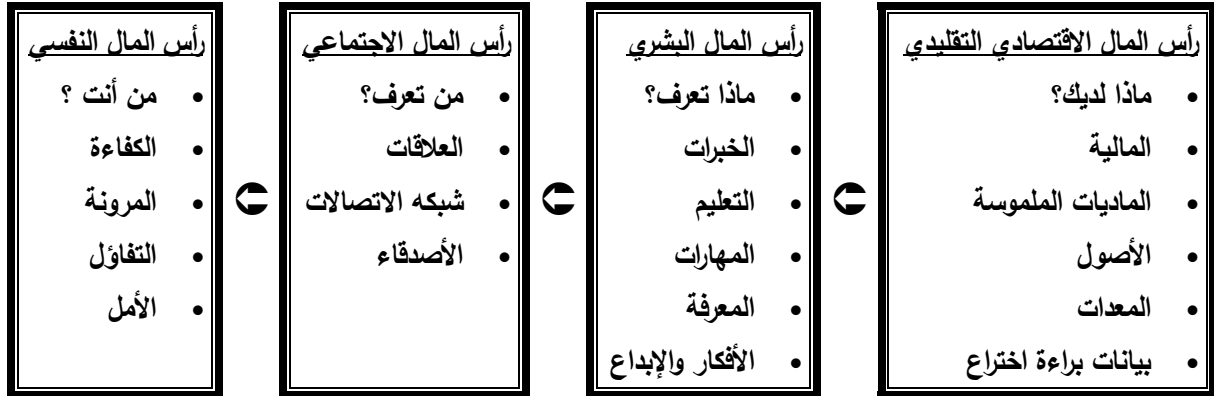 رأس المال الاقتصادي التقليدي
• ماذا لديك؟
• المالية
• الماديات الملموسة
• الأصول
• المعدات
• بيانات براءة اختراع
رأس المال البشري
• ماذا تعرف؟
• الخبرات
• التعليم
• المهارات
• المعرفة
• الأفكار والإبداع
رأس المال الاجتماعي
• من تعرف؟
• العلاقات
• شبكه الاتصالات
• الأصدقاء
رأس المال النفسي
• من أنت ؟
• الكفاءة
• المرونة
• التفاؤل
• الأمل